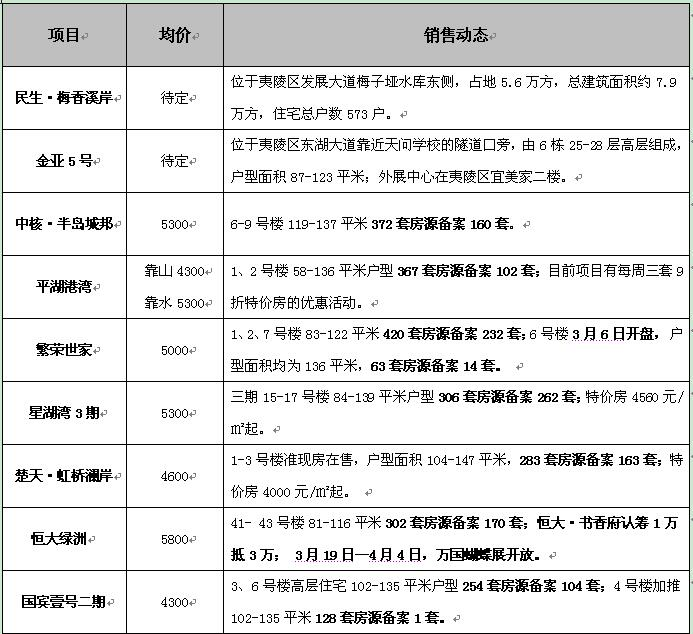 项目 均价 销售动态
民生·梅香溪岸 待定 位于夷陵区发展大道梅子垭水库东侧，占地 5.6 万方，总建筑面积约 7.9
万方，住宅总户数 573 户。
金亚 5 号 待定 位于夷陵区东湖大道靠近天问学校的隧道口旁，由 6 栋 25-28 层高层组成，
户型面积 87-123 平米；外展中心在夷陵区宜美家二楼。
中核·半岛城邦 5300 6-9 号楼 119-137 平米 372 套房源备案 160 套。
平湖港湾 靠山 4300 1、2 号楼 58-136 平米户型 367 套房源备案 102 套；目前项目有每周三套 9
靠水 5300 折特价房的优惠活动。
繁荣世家 5000 1、2、7 号楼 83-122 平米 420 套房源备案 232 套；6 号楼 3 月 6 日开盘，户
型面积均为 136 平米，63 套房源备案 14 套。
星湖湾 3 期 5300 三期 15-17 号楼 84-139 平米户型 306 套房源备案 262 套；特价房 4560 元/
㎡起。
楚天·虹桥澜岸 4600 1-3 号楼准现房在售，户型面积 104-147 平米，283 套房源备案 163 套；特
价房 4000 元/㎡起。
恒大绿洲 5800 41- 43 号楼 81-116 平米 302 套房源备案 170 套；恒大·书香府认筹 1 万
抵 3 万； 3 月 19 日—4 月 4 日，万国蝴蝶展开放。
国宾壹号二期 4300 3、6 号楼高层住宅 102-135 平米户型 254 套房源备案 104 套；4 号楼加推
102-135 平米 128 套房源备案 1 套。